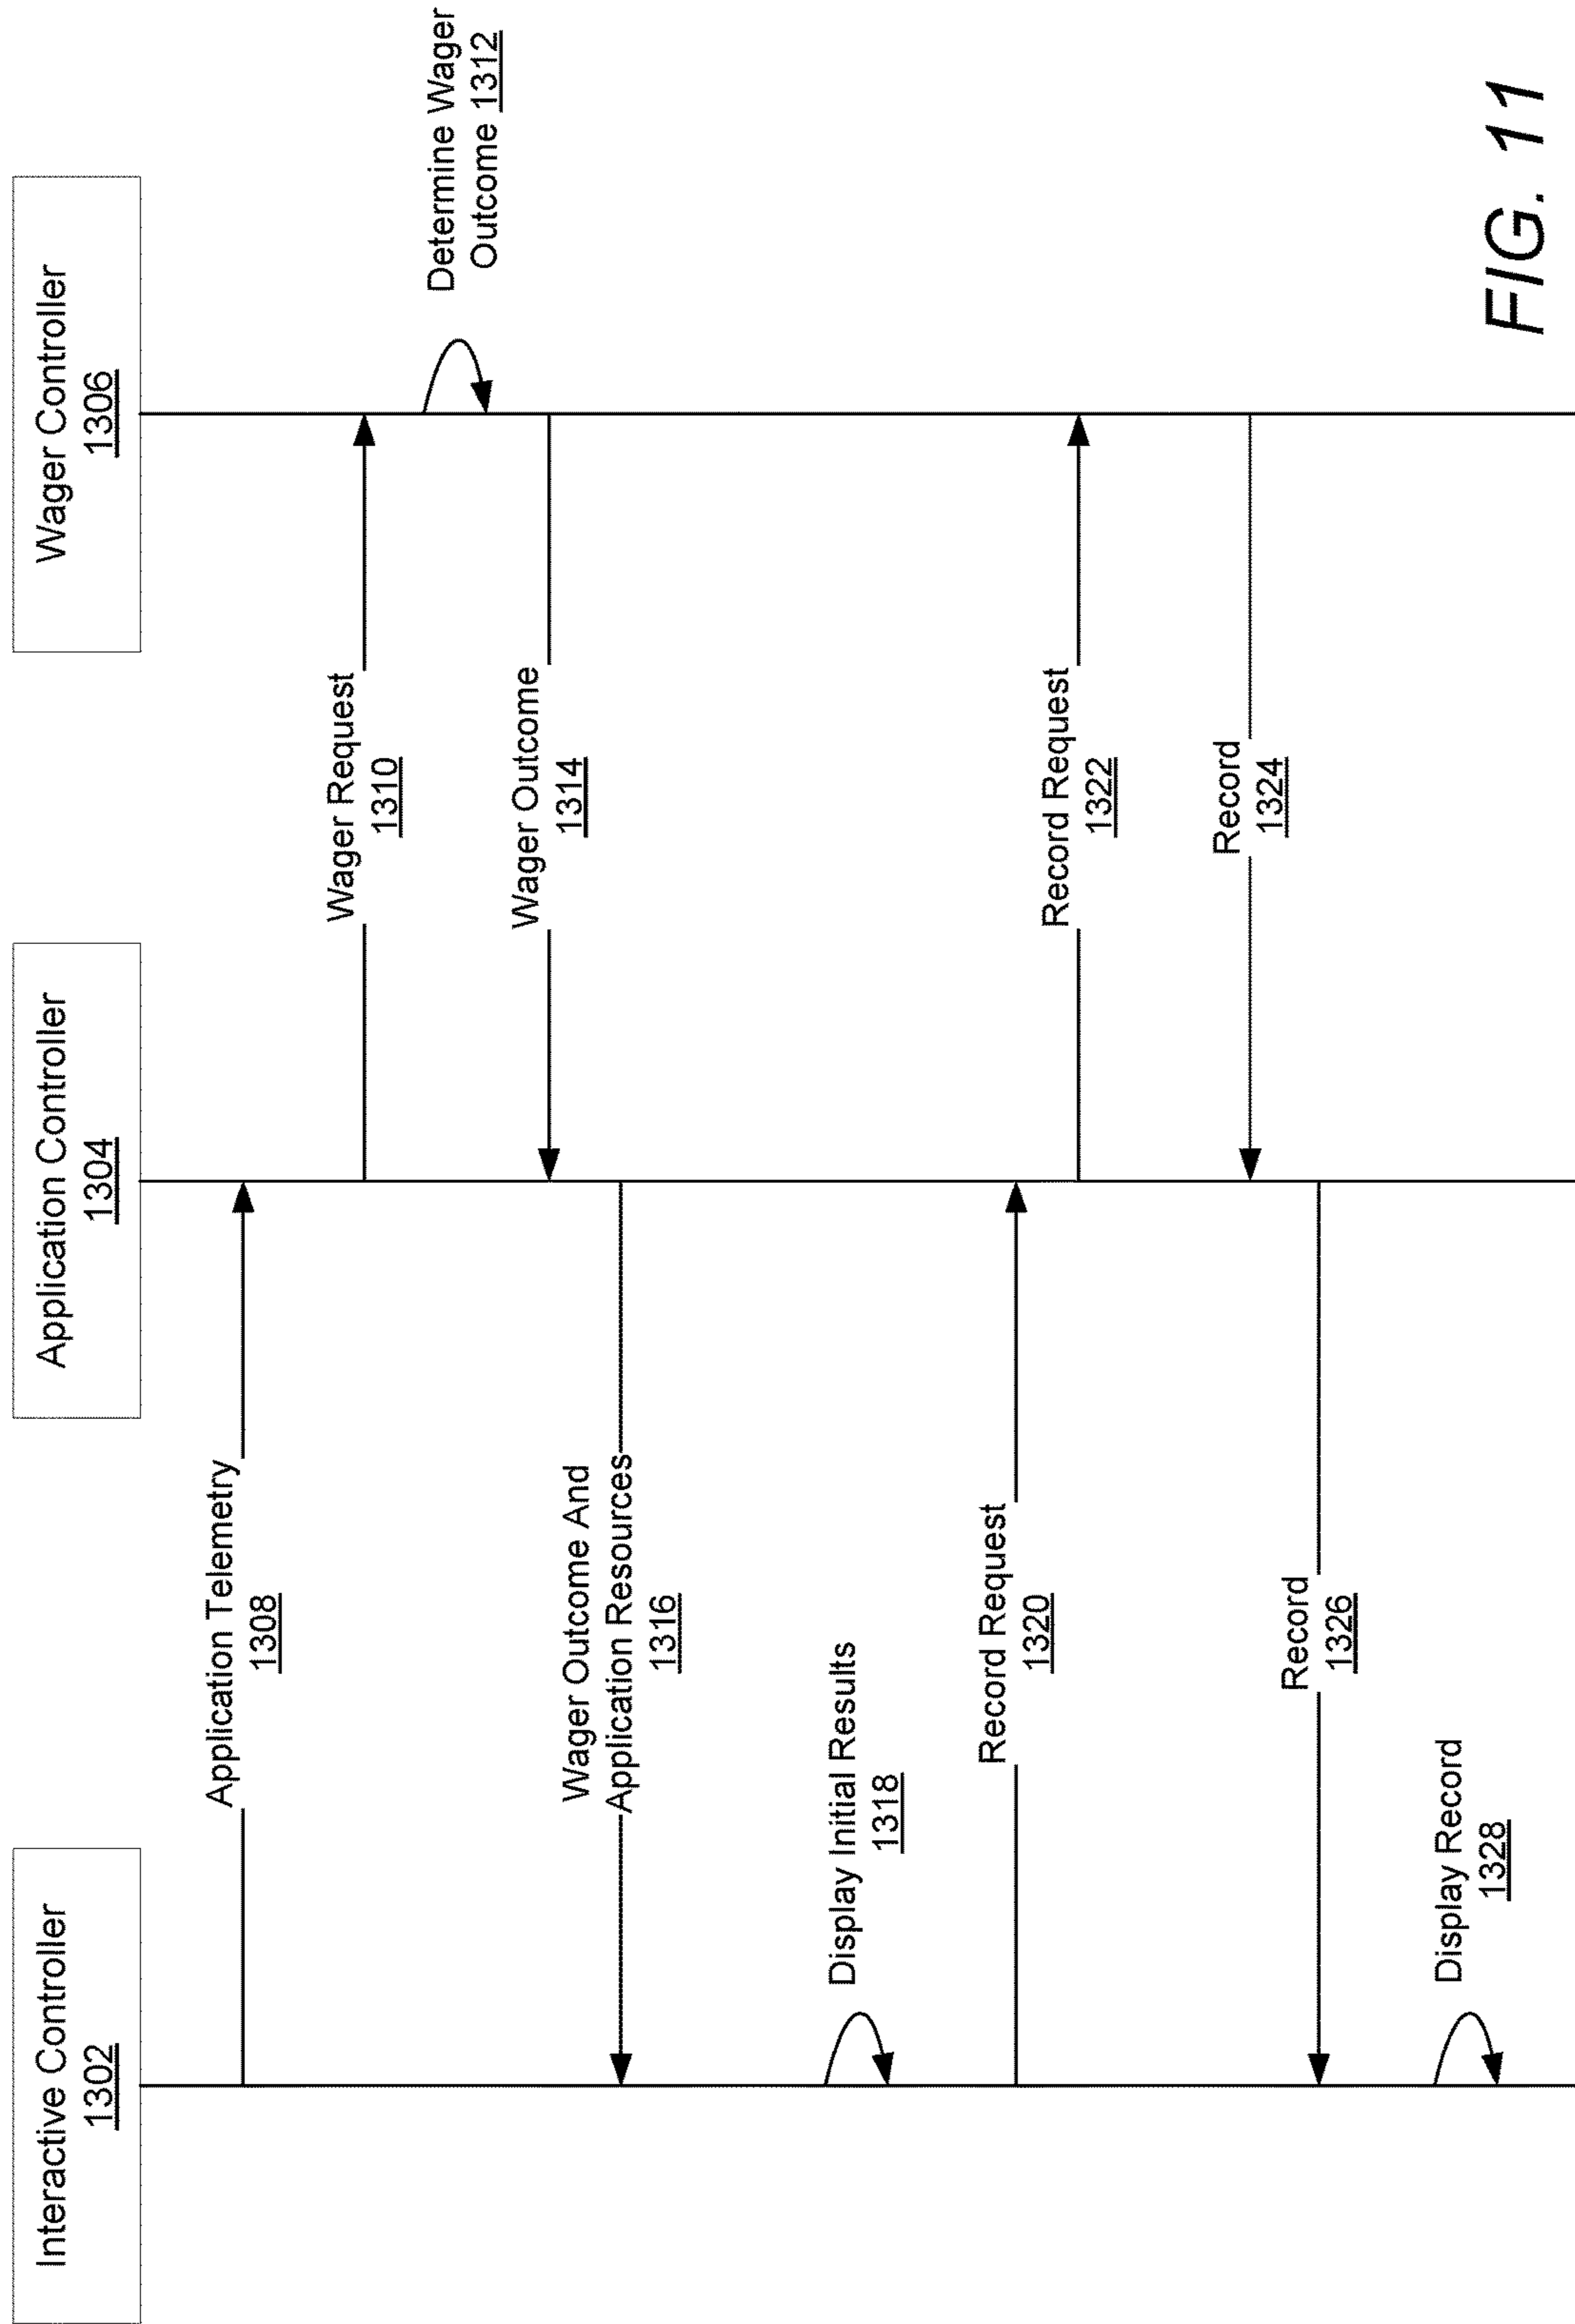 Interactive Controller
1302
Application Controller
1304
Wager Controller
1306
Application Telemetry
1308
Wager Request
1310
Determine Wager
Outcome 1312
Wager Outcome
1314
Wager Outcome And
Application Resources
1316
Display Initial Results
1318
Record Request
1320
Record Request
1322
Record
1324
Record
1326
Display Record
1328
FIG. 11